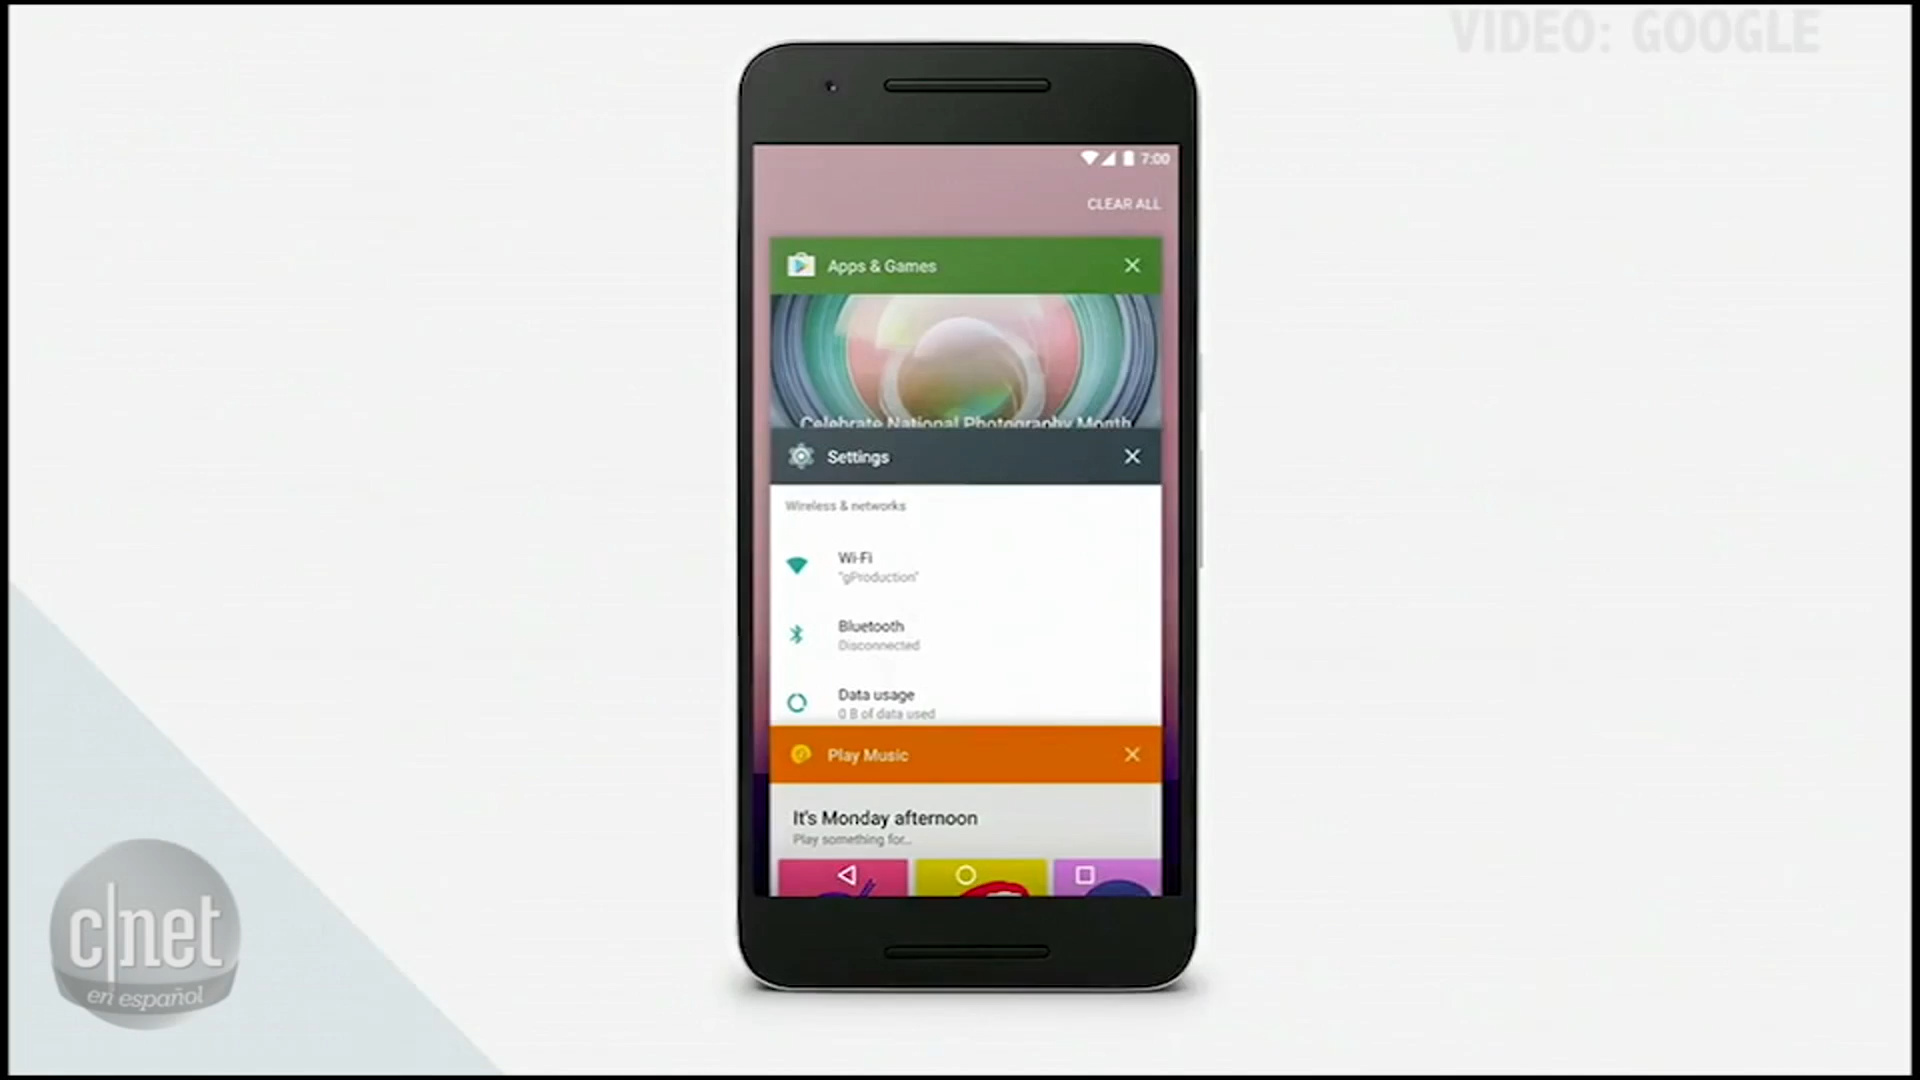 VIDEO: GOOGLE
7:00
CLEAR ALL
Apps & Games
Celebrate National Photography Month
Settings
Wireless & networks
Wi-Fi
"gProduction"
Bluetooth
Disconnected
Data usage
0 B of data used
Play Music
It's Monday afternoon
Play something for...
c|net
en español